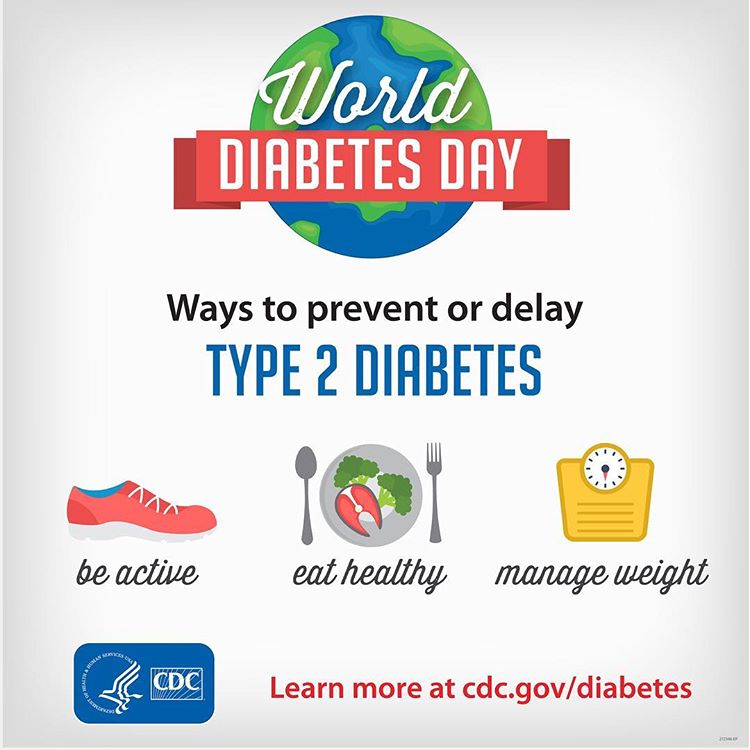 World
DIABETES DAY
Ways to prevent or delay
TYPE 2 DIABETES
be active
eat healthy
manage weight
DEPARTMENT OF HEALTH & HUMAN SERVICES USA
CDC
Learn more at cdc.gov/diabetes